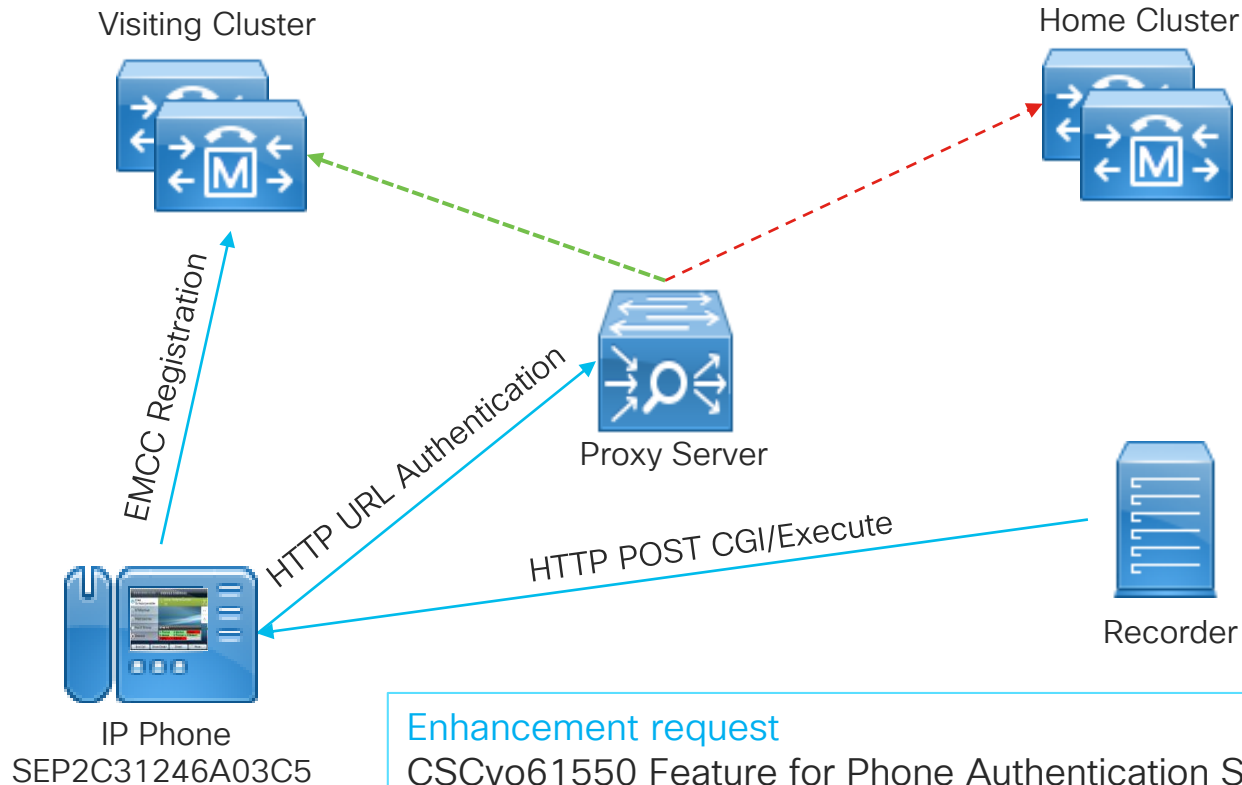 Visiting Cluster
Home Cluster
M
M
EMCC Registration
HTTP URL Authentication
Proxy Server
HTTP POST CGI/Execute
Recorder
IP Phone
SEP2C31246A03C5
Enhancement request
CSCvo61550 Feature for Phone Authentication S